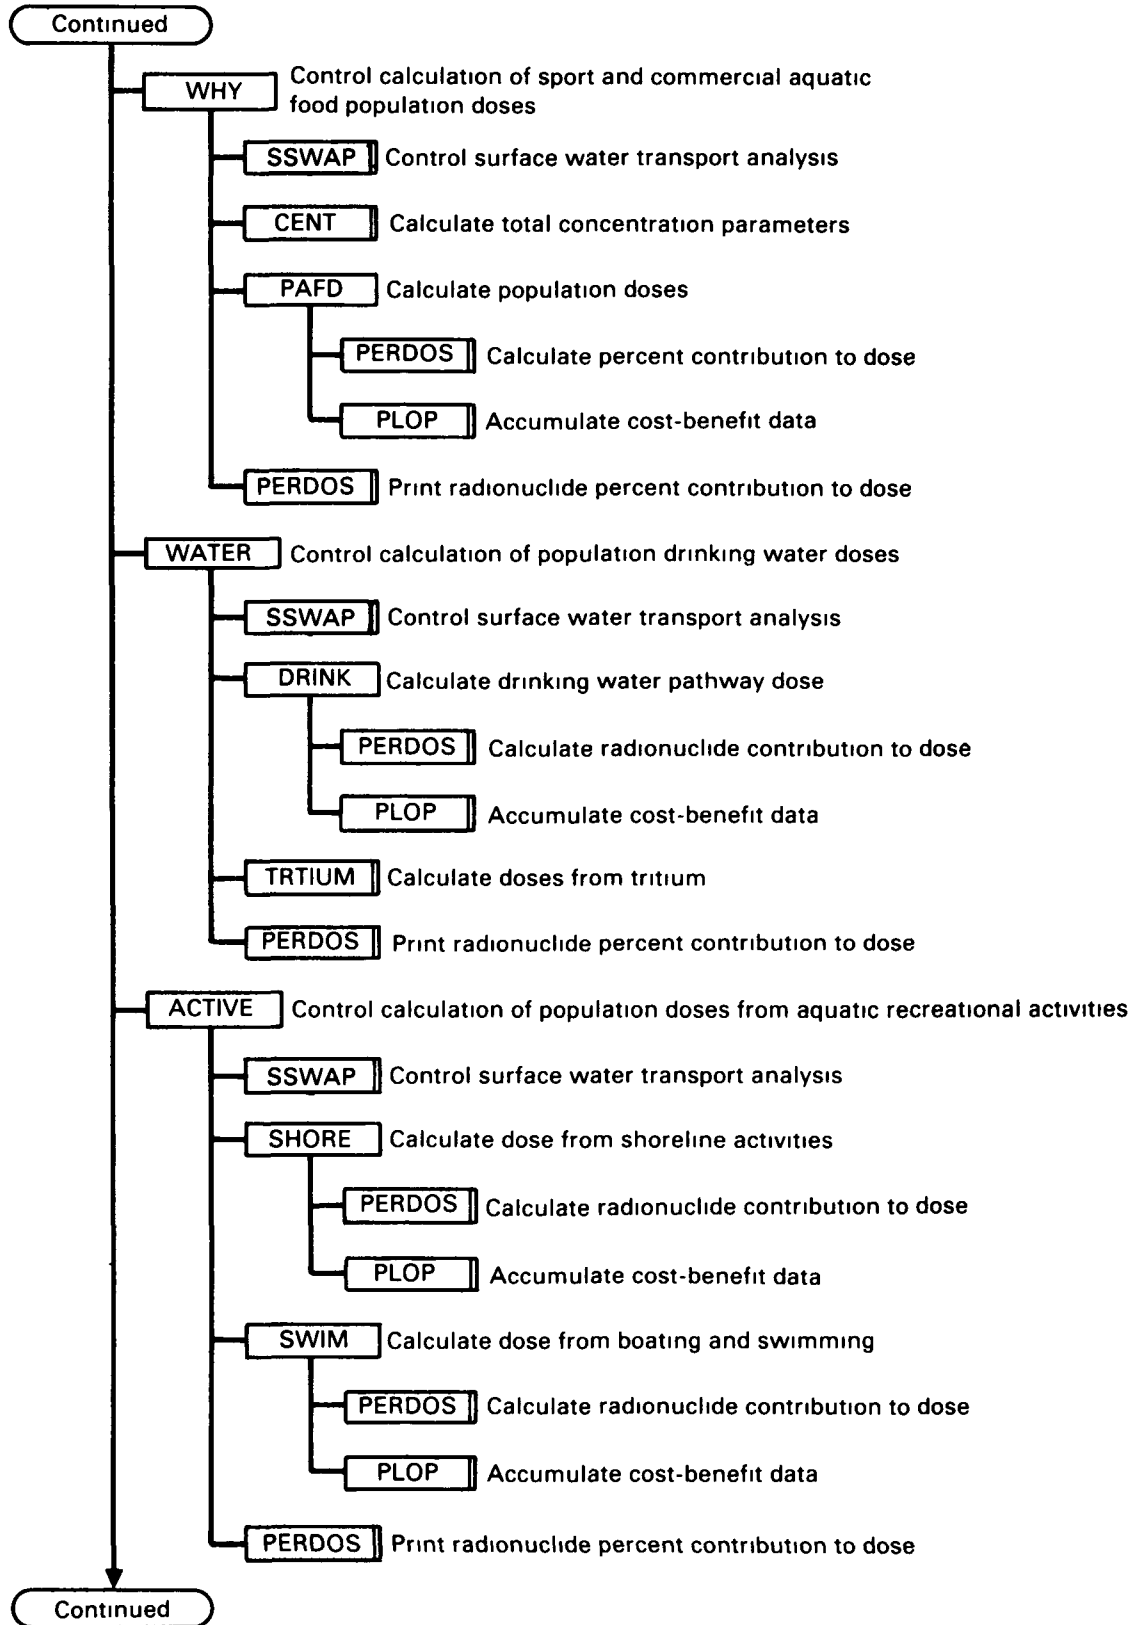 Continued
WHY Control calculation of sport and commercial aquatic
food population doses
SSWAP Control surface water transport analysis
CENT Calculate total concentration parameters
PAFD Calculate population doses
PERDOS Calculate percent contribution to dose
PLOP Accumulate cost-benefit data
PERDOS Print radionuclide percent contribution to dose
WATER Control calculation of population drinking water doses
SSWAP Control surface water transport analysis
DRINK Calculate drinking water pathway dose
PERDOS Calculate radionuclide contribution to dose
PLOP Accumulate cost-benefit data
TRTIUM Calculate doses from tritium
PERDOS Print radionuclide percent contribution to dose
ACTIVE Control calculation of population doses from aquatic recreational activities
SSWAP Control surface water transport analysis
SHORE Calculate dose from shoreline activities
PERDOS Calculate radionuclide contribution to dose
PLOP Accumulate cost-benefit data
SWIM Calculate dose from boating and swimming
PERDOS Calculate radionuclide contribution to dose
PLOP Accumulate cost-benefit data
PERDOS Print radionuclide percent contribution to dose
Continued